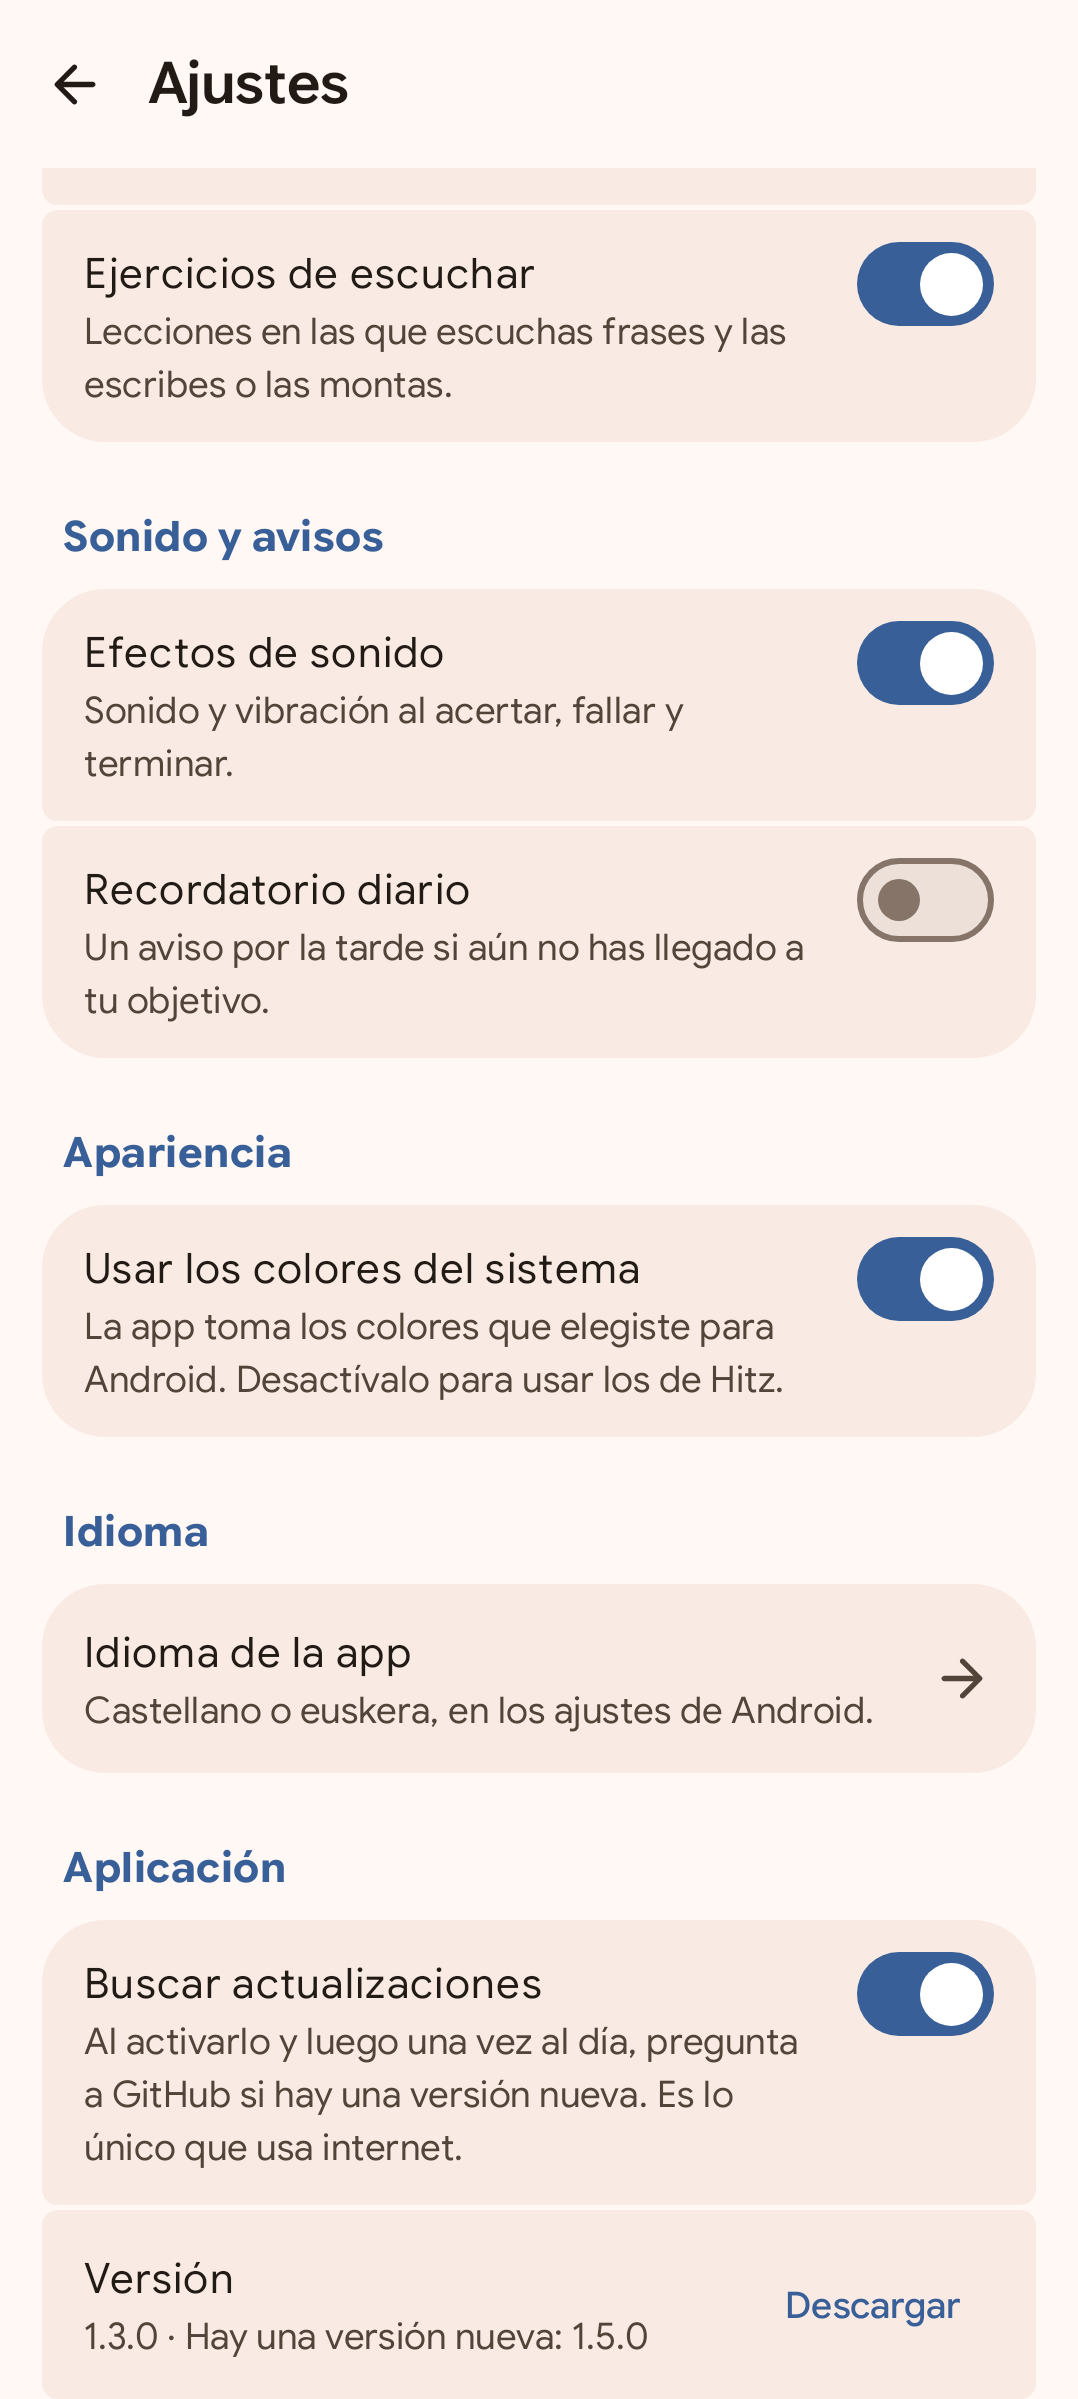 Ajustes
Ejercicios de escuchar
Lecciones en las que escuchas frases y las
escribes o las montas.
Sonido y avisos
Efectos de sonido
Sonido y vibración al acertar, fallar y
terminar.
Recordatorio diario
Un aviso por la tarde si aún no has llegado a
tu objetivo.
Apariencia
Usar los colores del sistema
La app toma los colores que elegiste para
Android. Desactívalo para usar los de Hitz.
Idioma
Idioma de la app
Castellano o euskera, en los ajustes de Android.
Aplicación
Buscar actualizaciones
Al activarlo y luego una vez al día, pregunta
a GitHub si hay una versión nueva. Es lo
único que usa internet.
Versión
1.3.0 · Hay una versión nueva: 1.5.0
Descargar